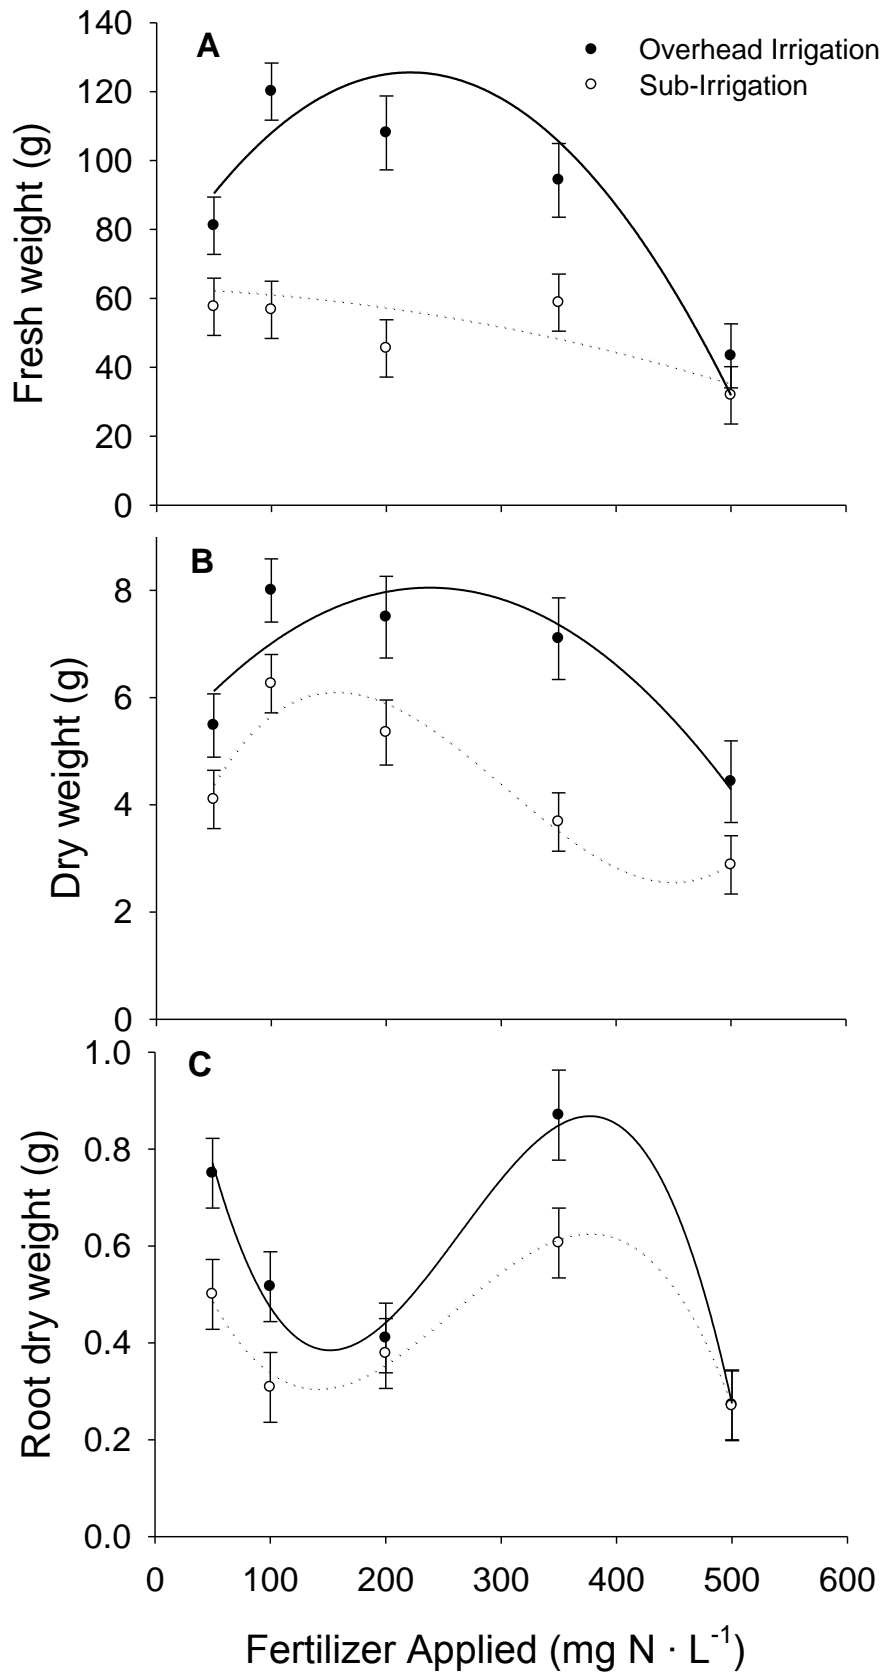 A
Overhead Irrigation
Sub-Irrigation
140
120
100
80
60
40
20
0
Fresh weight (g)
B
8
6
4
2
0
Dry weight (g)
C
1.0
0.8
0.6
0.4
0.2
0.0
Root dry weight (g)
0 100 200 300 400 500 600
Fertilizer Applied (mg N · L⁻¹)